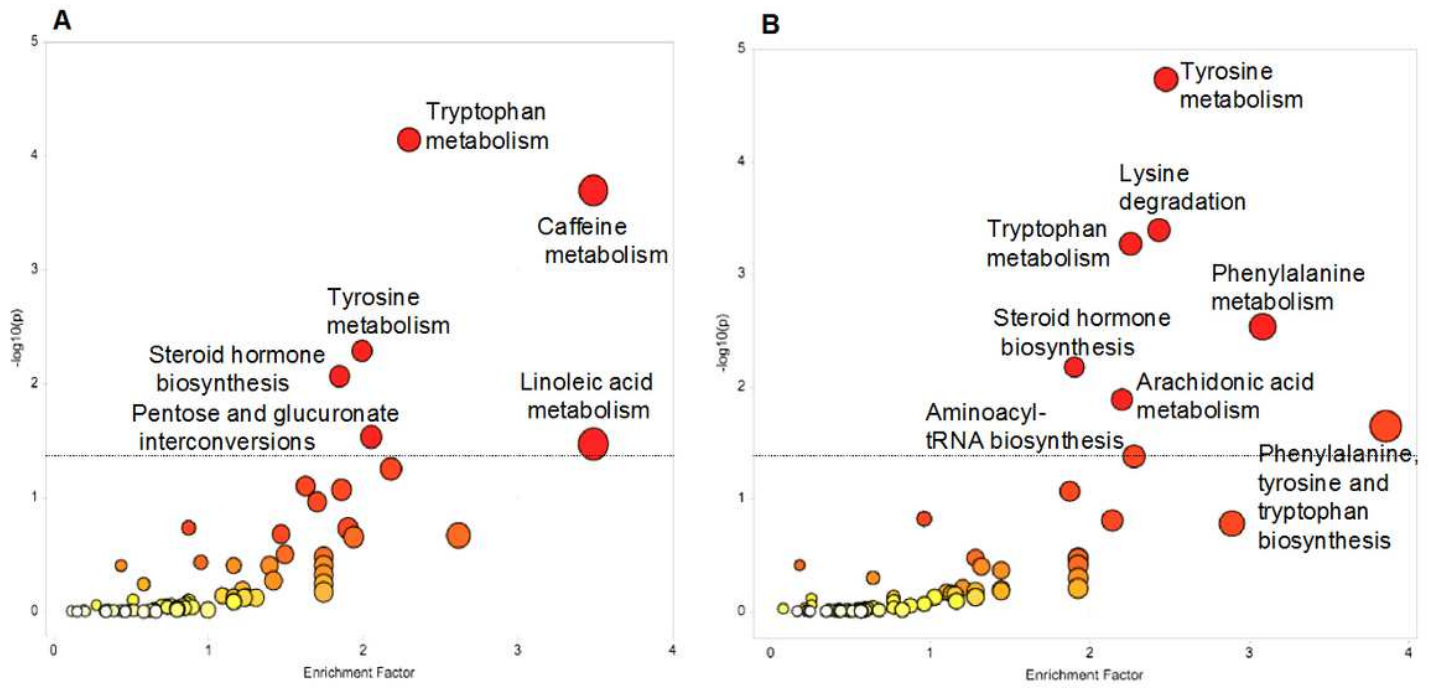 A
5
4
3
2
1
0
-log10(p)
Tryptophan
metabolism
Caffeine
metabolism
Tyrosine
metabolism
Steroid hormone
biosynthesis
Linoleic acid
metabolism
Pentose and glucuronate
interconversions
0
1
2
3
4
Enrichment Factor
B
5
4
3
2
1
0
-log10(p)
Tyrosine
metabolism
Lysine
degradation
Tryptophan
metabolism
Phenylalanine
metabolism
Steroid hormone
biosynthesis
Arachidonic acid
metabolism
Aminoacyl-
tRNA biosynthesis
Phenylalanine,
tyrosine and
tryptophan
biosynthesis
0
1
2
3
4
Enrichment Factor